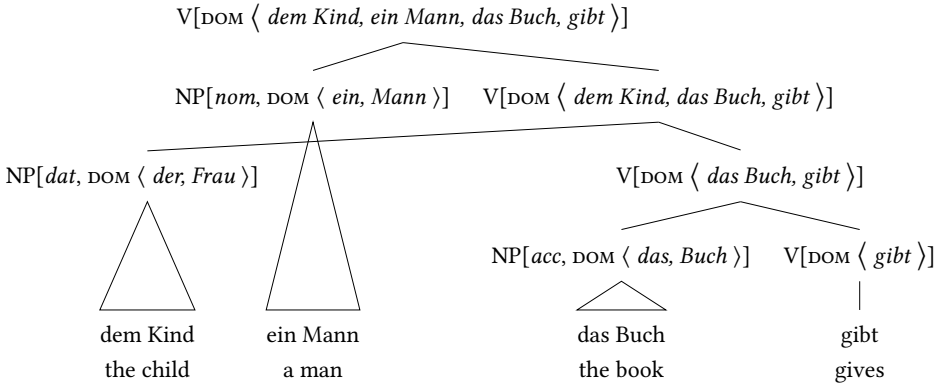 V[DOM ⟨ dem Kind, ein Mann, das Buch, gibt ⟩]
NP[nom, DOM ⟨ ein, Mann ⟩] V[DOM ⟨ dem Kind, das Buch, gibt ⟩]
NP[dat, DOM ⟨ der, Frau ⟩] V[DOM ⟨ das Buch, gibt ⟩]
NP[acc, DOM ⟨ das, Buch ⟩] V[DOM ⟨ gibt ⟩]
dem Kind ein Mann das Buch gibt
the child a man the book gives